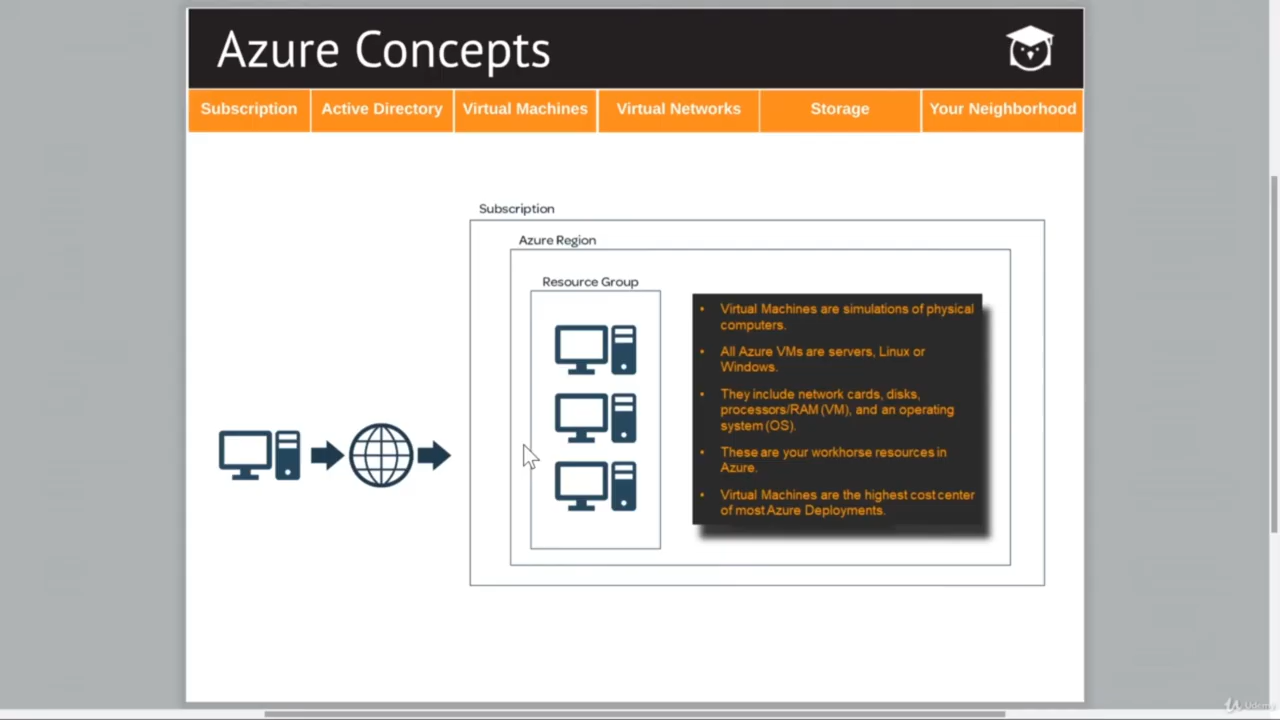 Azure Concepts
Subscription
Active Directory
Virtual Machines
Virtual Networks
Storage
Your Neighborhood
Subscription
Azure Region
Resource Group
• Virtual Machines are simulations of physical
computers.
• All Azure VMs are servers, Linux or
Windows.
• They include network cards, disks,
processors/RAM (VM), and an operating
system (OS).
• These are your workhorse resources in
Azure.
• Virtual Machines are the highest cost center
of most Azure Deployments.
Udemy